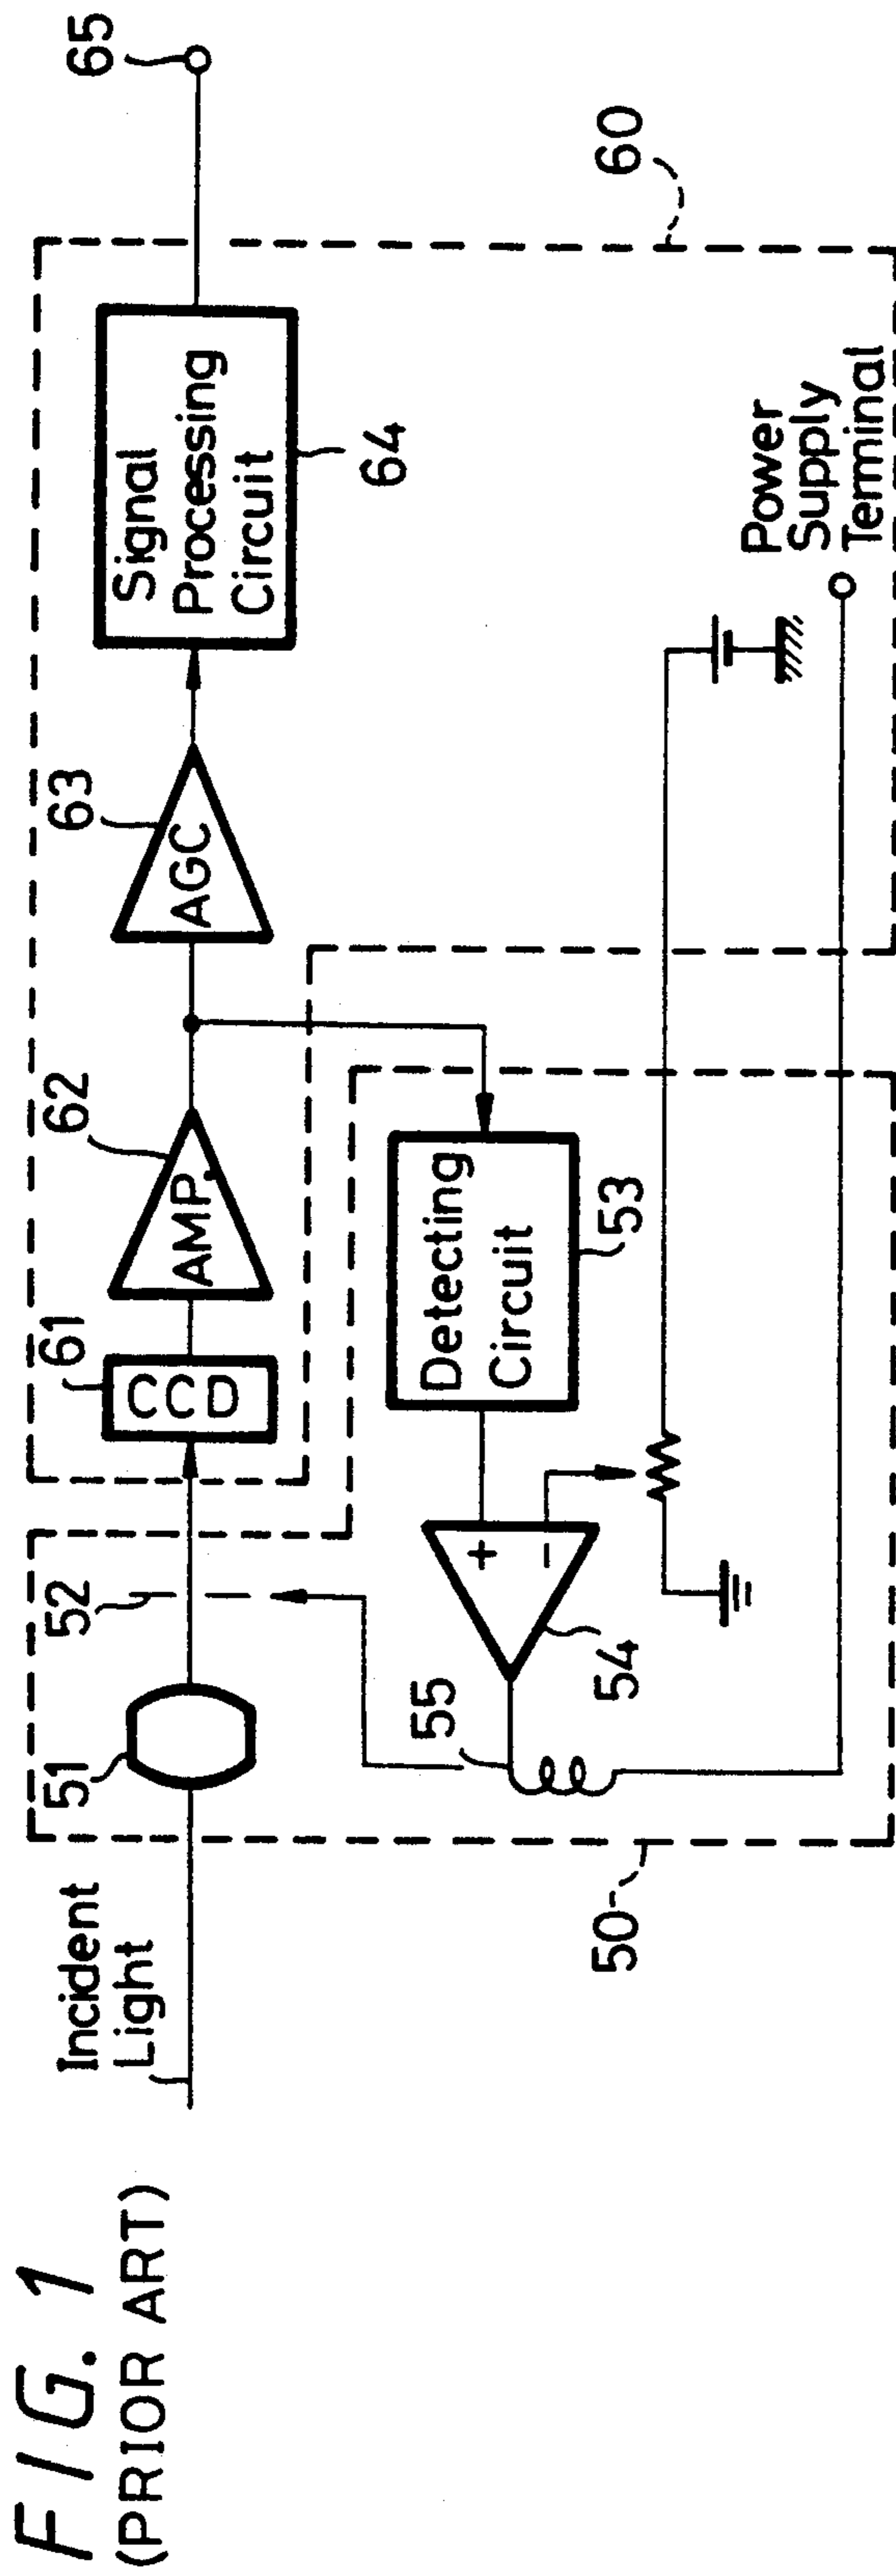 FIG. 1
(PRIOR ART)
Incident
Light
51
52
61
CCD
62
AMP.
63
AGC
Signal
Processing
Circuit
64
65
60
50
55
54
+
-
Detecting
Circuit
53
Power
Supply
Terminal